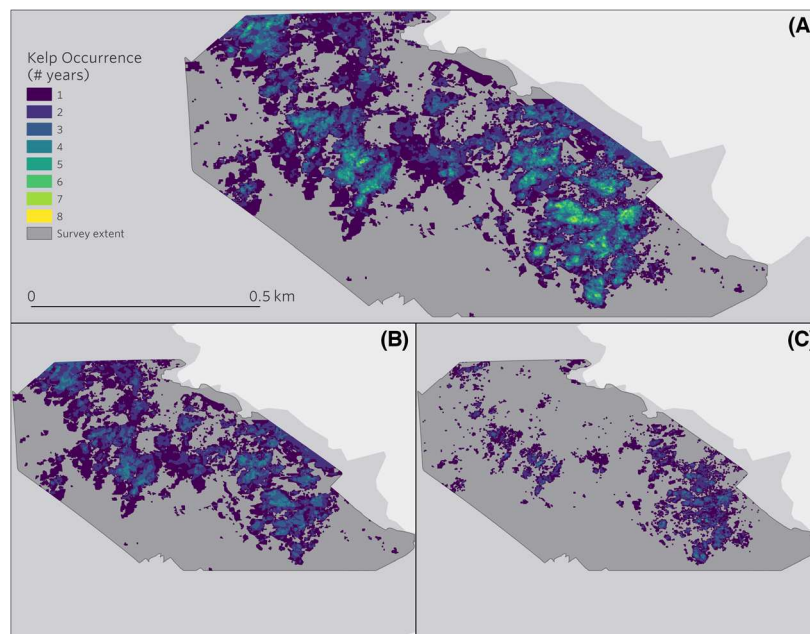 (A)
Kelp Occurrence
(# years)
1
2
3
4
5
6
7
8
Survey extent
0 0.5 km
(B)
(C)